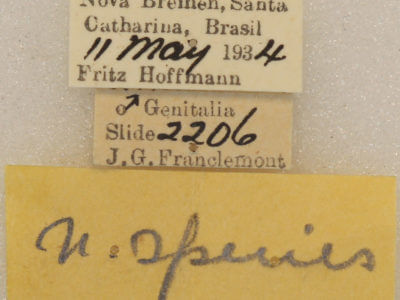 Nova Bremen, Santa
Catharina, Brasil
11 May 1934
Fritz Hoffmann
♂ Genitalia
Slide 2206
J.G. Franclemont
n. species